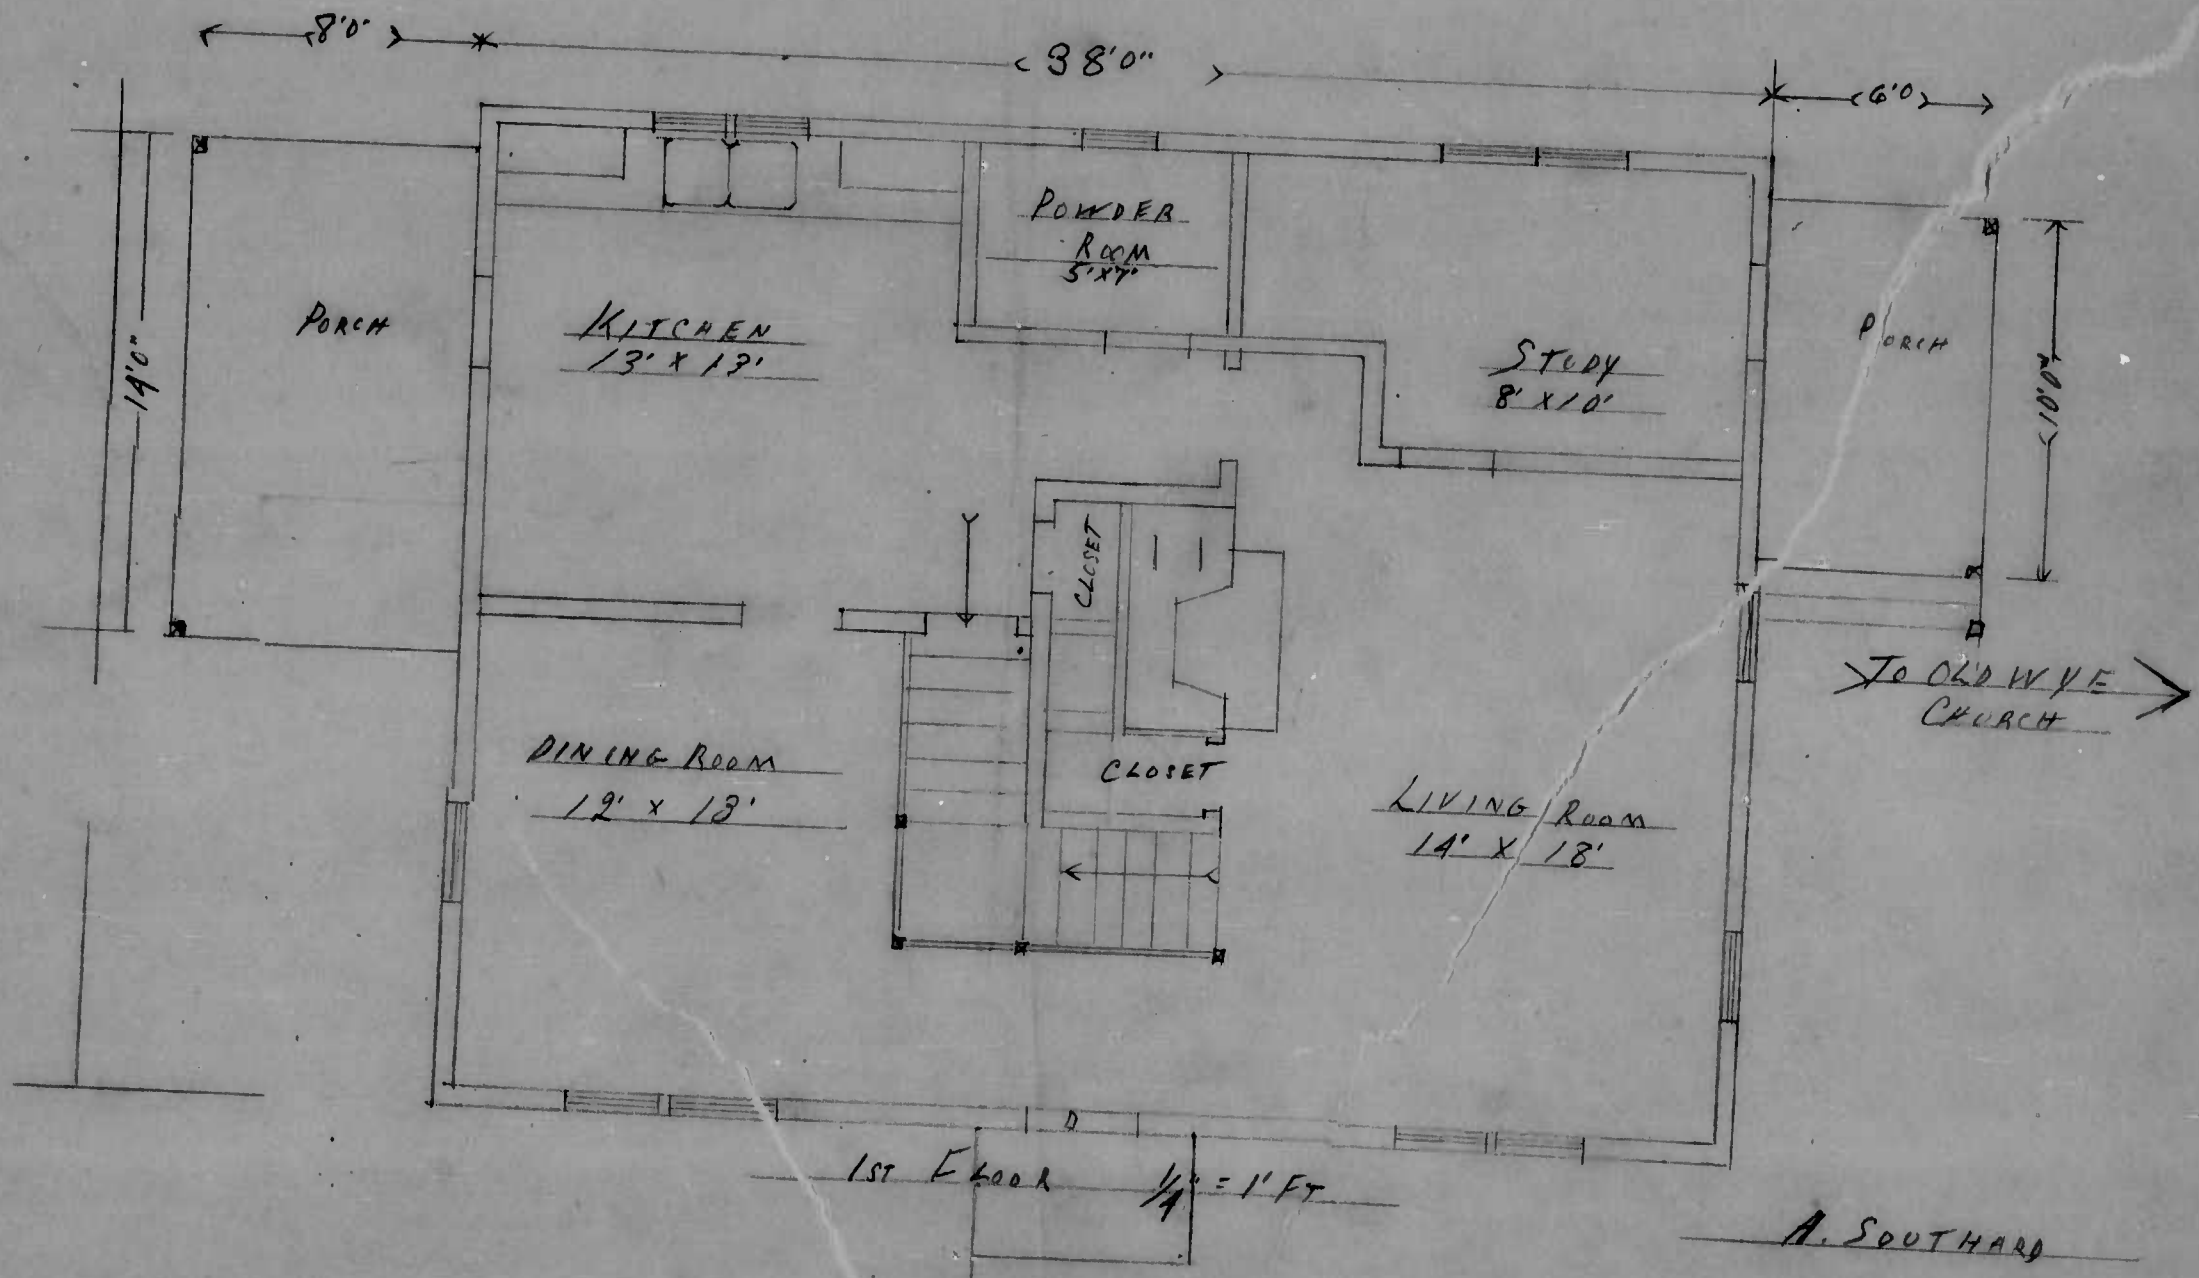 8'0"
38'0"
6'0
POWDER
ROOM
5'X7'
PORCH
KITCHEN
13' X 13'
STUDY
8' X 10'
PORCH
14'0"
10'0"
CLOSET
TO OLD WYE
CHURCH
DINING ROOM
12' X 13'
CLOSET
LIVING ROOM
14' X 18'
D
1ST FLOOR 1/4" = 1' FT
A. SOUTHARD